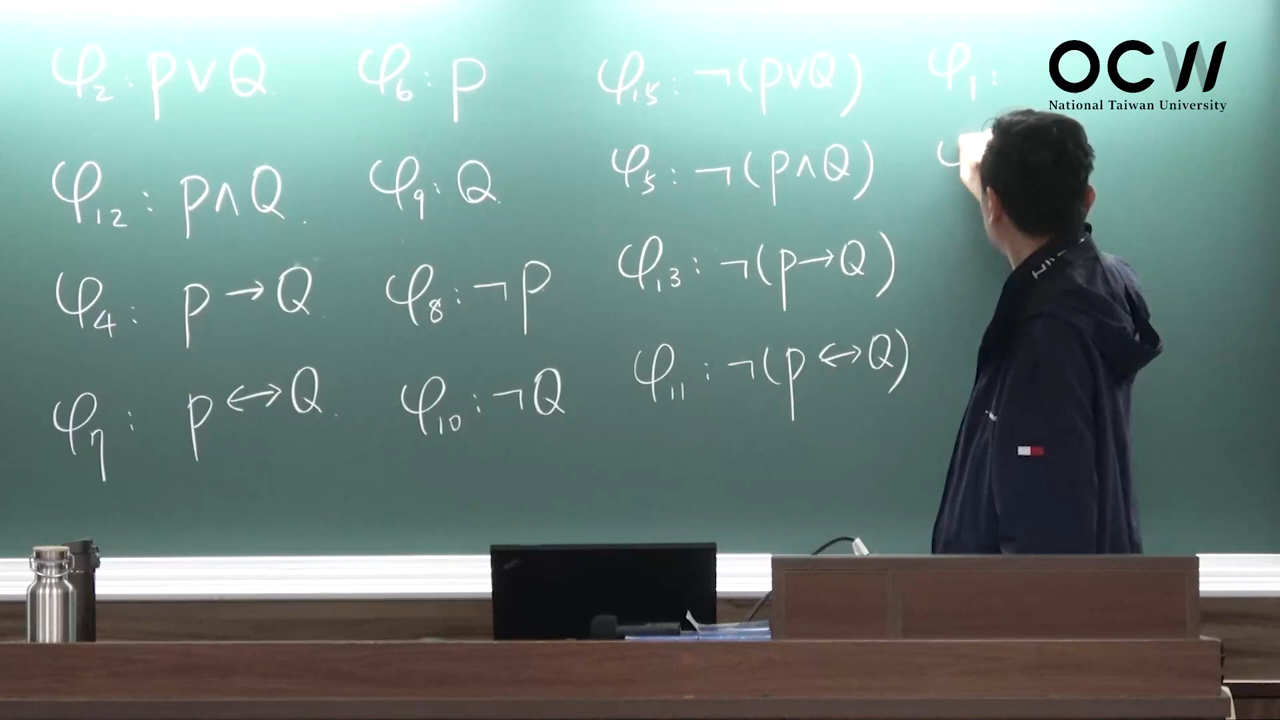 φ₂: P∨Q
φ₁₂: P∧Q
φ₄: P→Q
φ₇: P↔Q
φ₆: P
φ₉: Q
φ₈: ¬P
φ₁₀: ¬Q
φ₁₅: ¬(P∨Q)
φ₅: ¬(P∧Q)
φ₁₃: ¬(P→Q)
φ₁₁: ¬(P↔Q)
φ₁:
OCW
National Taiwan University